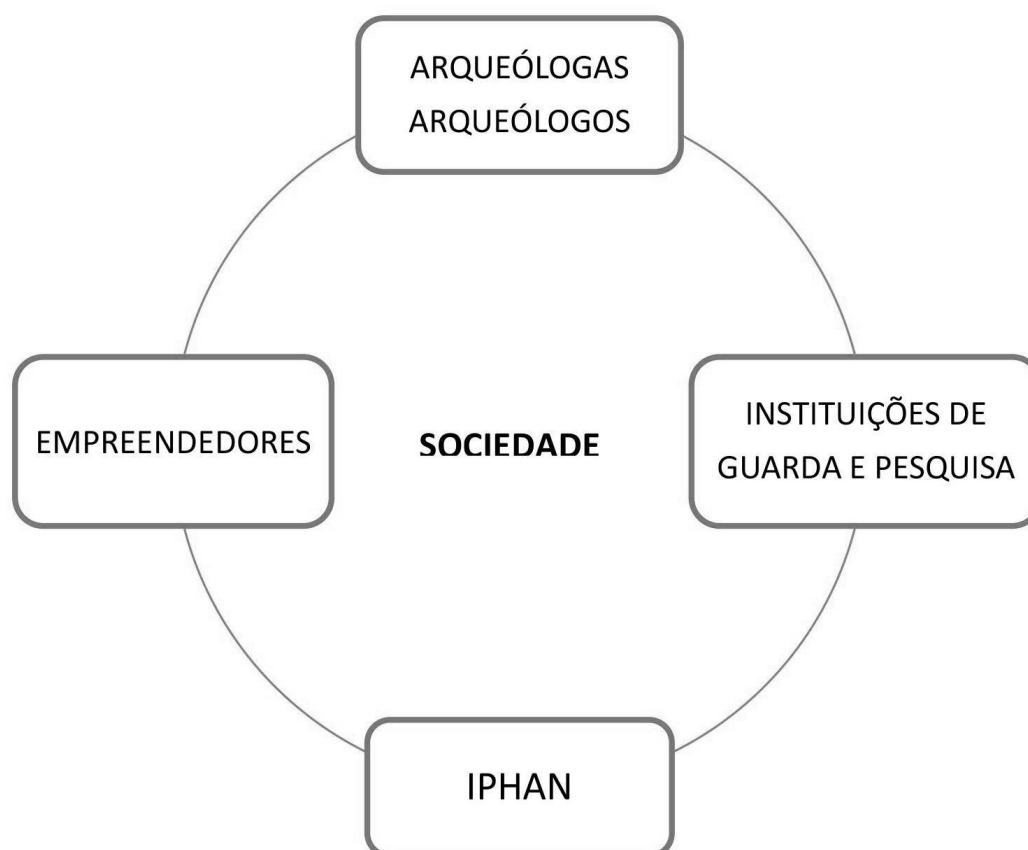 ARQUEÓLOGAS
ARQUEÓLOGOS
EMPREENDEDORES
SOCIEDADE
INSTITUIÇÕES DE
GUARDA E PESQUISA
IPHAN